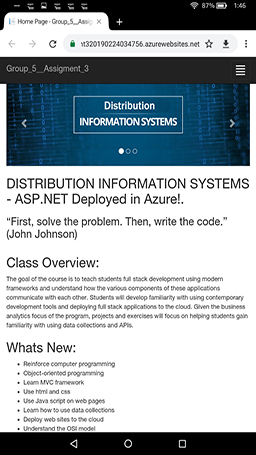 87% 1:46
Home Page - Group_5__Assig
nt320190224034756.azurewebsites.net
Group_5__Assigment_3
Distribution
INFORMATION SYSTEMS
DISTRIBUTION INFORMATION SYSTEMS
- ASP.NET Deployed in Azure!.
“First, solve the problem. Then, write the code.”
(John Johnson)
Class Overview:
The goal of the course is to teach students full stack development using modern
frameworks and understand how the various components of these applications
communicate with each other. Students will develop familiarity with using contemporary
development tools and deploying full stack applications to the cloud. Given the business
analytics focus of the program, projects and exercises will focus on helping students gain
familiarity with using data collections and APIs.
Whats New:
Reinforce computer programming
Object-oriented programming
Learn MVC framework
Use html and css
Use Java script on web pages
Learn how to use data collections
Deploy web sites to the cloud
Understand the OSI model